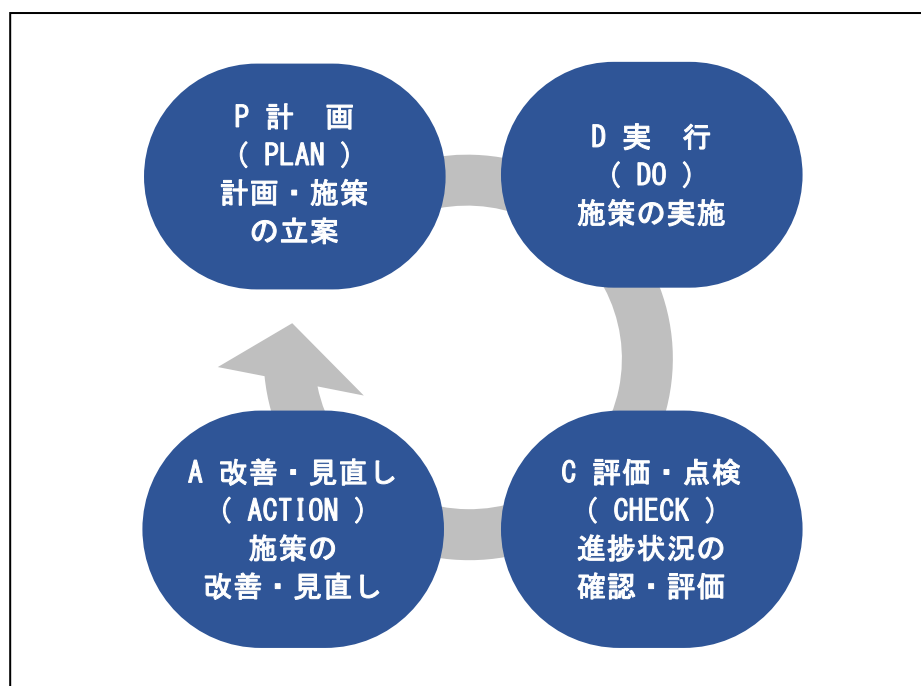 P 計　画
( PLAN )
計画・施策
の立案
D 実　行
( DO )
施策の実施
C 評価・点検
( CHECK )
進捗状況の
確認・評価
A 改善・見直し
( ACTION )
施策の
改善・見直し